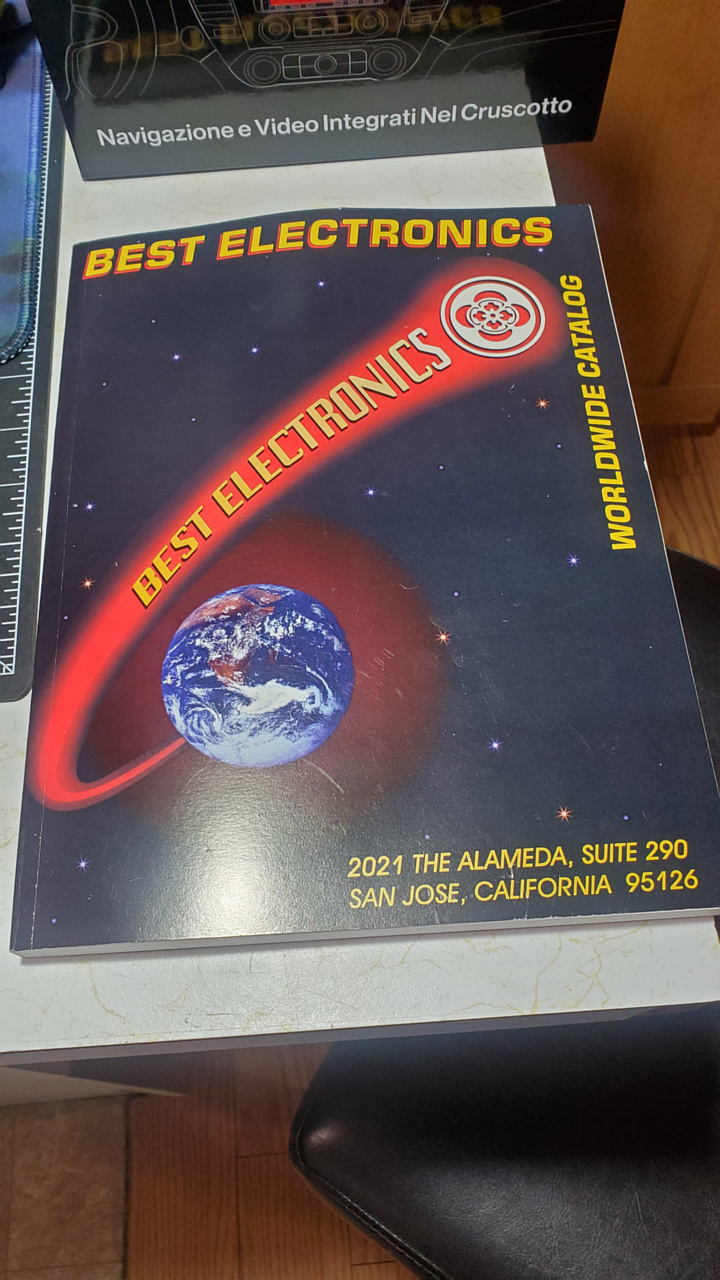 Navigazione e Video Integrati Nel Cruscotto
BEST ELECTRONICS
BEST ELECTRONICS
WORLDWIDE CATALOG
2021 THE ALAMEDA, SUITE 290
SAN JOSE, CALIFORNIA 95126